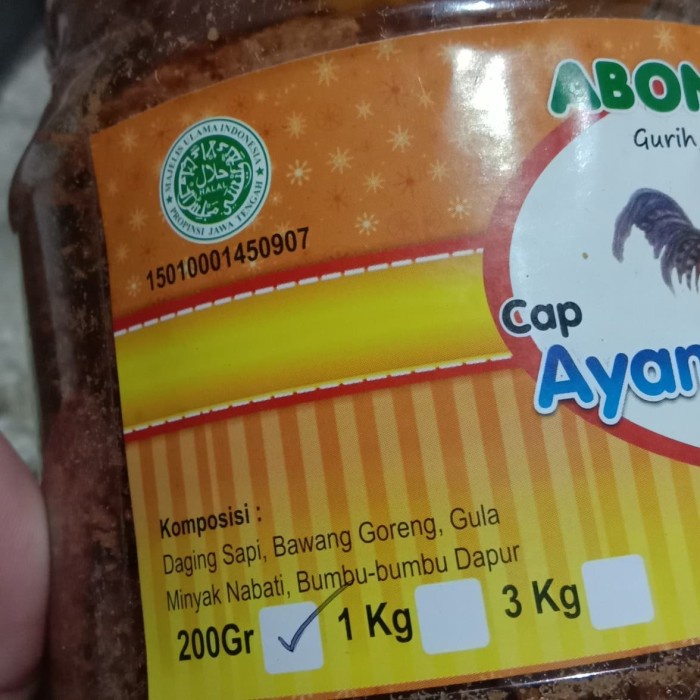 MAJELIS ULAMA INDONESIA
حلال
HALAL
PROPINSI JAWA TENGAH
15010001450907
ABON
Gurih
Cap
Ayam
Komposisi :
Daging Sapi, Bawang Goreng, Gula
Minyak Nabati, Bumbu-bumbu Dapur
200Gr 1 Kg 3 Kg